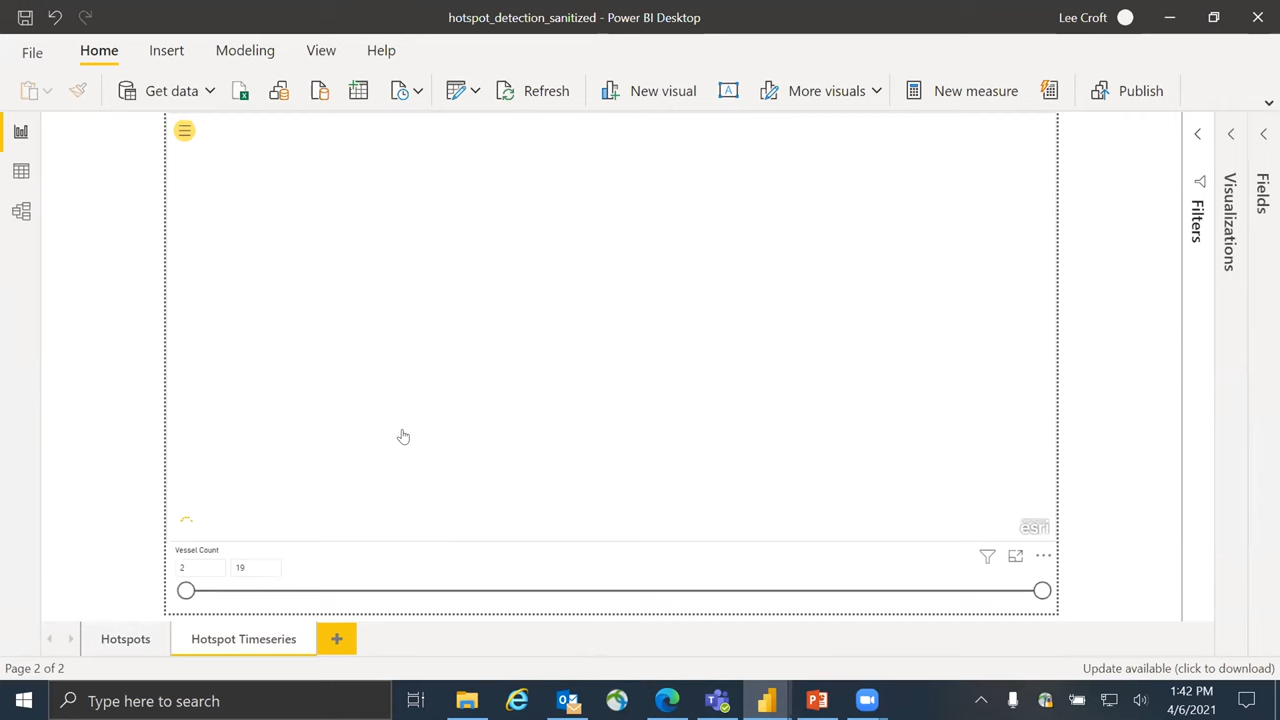 hotspot_detection_sanitized - Power BI Desktop
Lee Croft
File Home Insert Modeling View Help
Get data Refresh New visual A More visuals New measure Publish
Filters
Visualizations
Fields
esri
Vessel Count
2 19
Hotspots Hotspot Timeseries
Page 2 of 2
Update available (click to download)
Type here to search
1:42 PM
4/6/2021